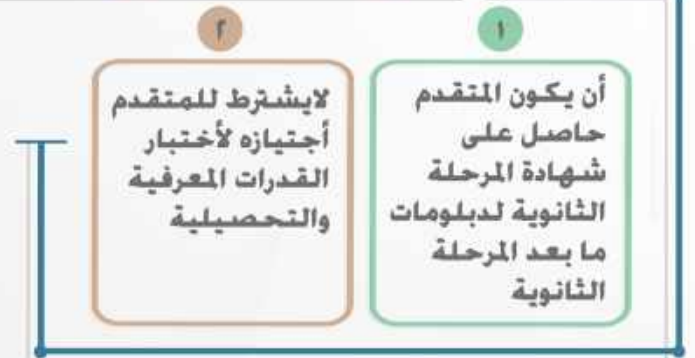 ١
أن يكون المتقدم
حاصل على
شهادة المرحلة
الثانوية لدبلومات
ما بعد المرحلة
الثانوية
٢
لايشترط للمتقدم
أجتيازه لأختبار
القدرات المعرفية
والتحصيلية